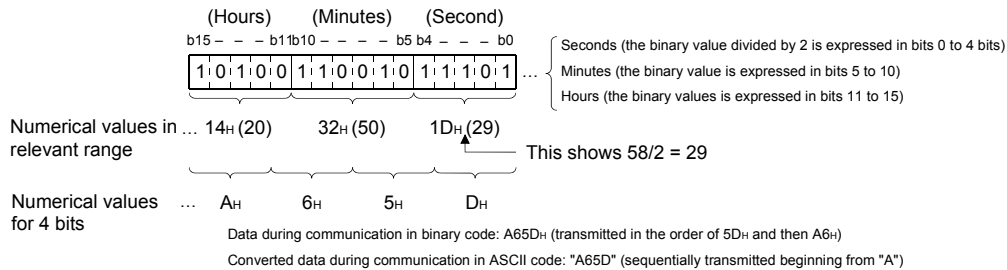 (Hours) (Minutes) (Second)
b15 – – – b11 b10 – – – b5 b4 – – – b0
1 0 1 0 0 1 1 0 0 1 0 1 1 1 0 1 ...
Seconds (the binary value divided by 2 is expressed in bits 0 to 4 bits)
Minutes (the binary value is expressed in bits 5 to 10)
Hours (the binary values is expressed in bits 11 to 15)
Numerical values in relevant range ... 14H (20) 32H (50) 1DH (29)
This shows 58/2 = 29
Numerical values for 4 bits ... AH 6H 5H DH
Data during communication in binary code: A65DH (transmitted in the order of 5DH and then A6H)
Converted data during communication in ASCII code: "A65D" (sequentially transmitted beginning from "A")